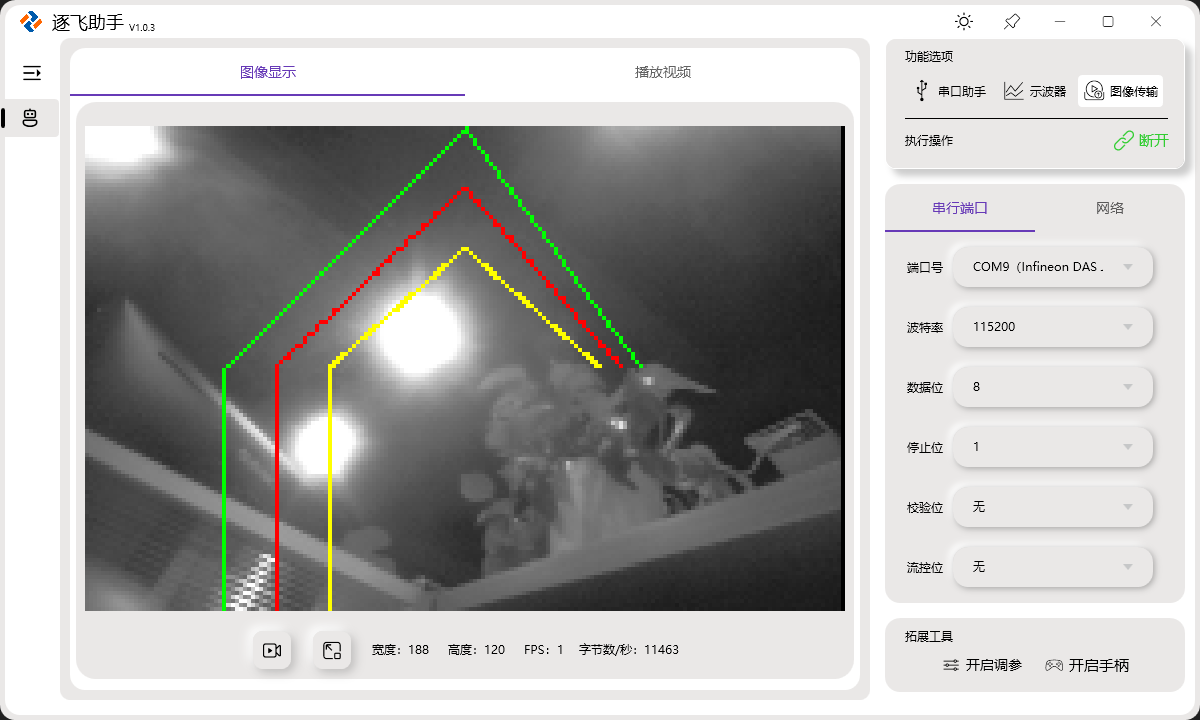 逐飞助手 V1.0.3
图像显示
播放视频
宽度：188 高度：120 FPS：1 字节数/秒：11463
功能选项
串口助手 示波器 图像传输
执行操作 断开
串行端口 网络
端口号 COM9（Infineon DAS .
波特率 115200
数据位 8
停止位 1
校验位 无
流控位 无
拓展工具
开启调参 开启手柄